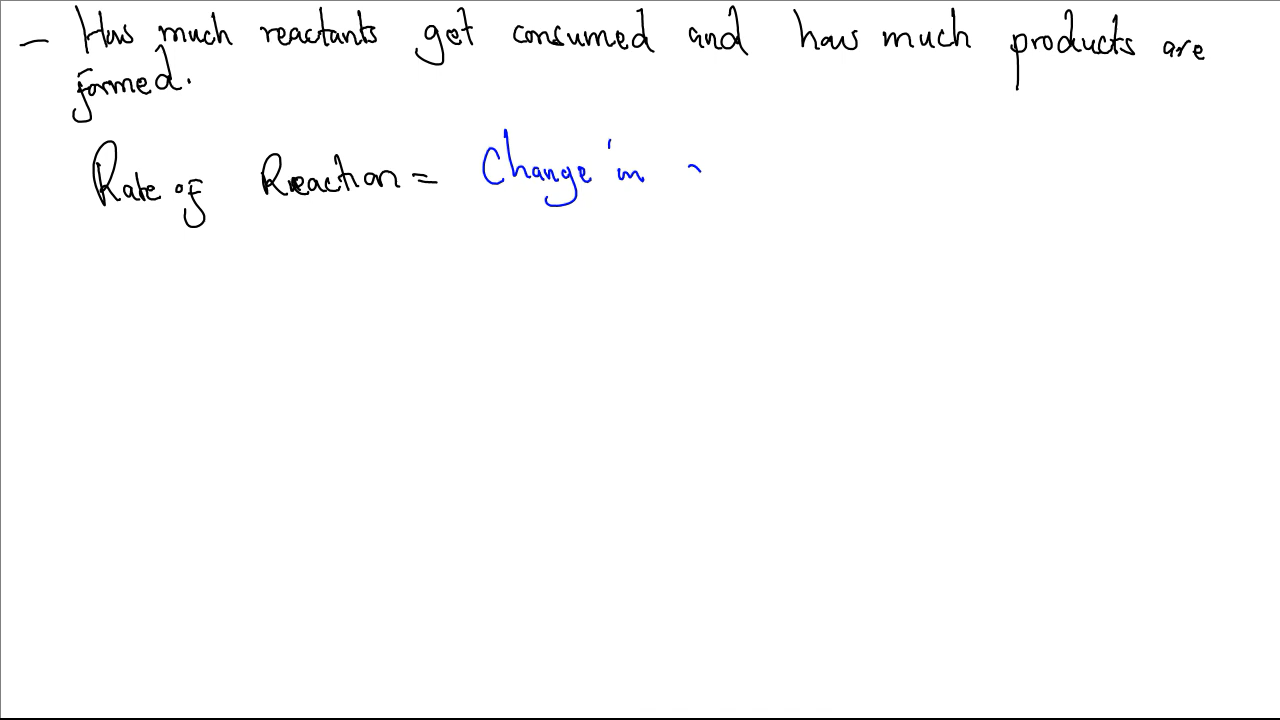 - How much reactants get consumed and how much products are
formed.
Rate of Reaction = Change in